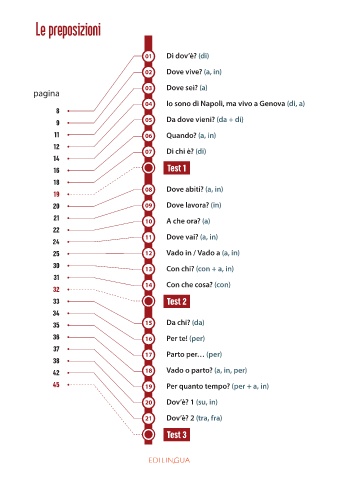 Le preposizioni
pagina
8
9
11
12
14
16
18
19
20
21
22
24
25
30
31
32
33
34
35
36
37
38
42
45
01 Di dov'è? (di)
02 Dove vive? (a, in)
03 Dove sei? (a)
04 Io sono di Napoli, ma vivo a Genova (di, a)
05 Da dove vieni? (da + di)
06 Quando? (a, in)
07 Di chi è? (di)
Test 1
08 Dove abiti? (a, in)
09 Dove lavora? (in)
10 A che ora? (a)
11 Dove vai? (a, in)
12 Vado in / Vado a (a, in)
13 Con chi? (con + a, in)
14 Con che cosa? (con)
Test 2
15 Da chi? (da)
16 Per te! (per)
17 Parto per... (per)
18 Vado o parto? (a, in, per)
19 Per quanto tempo? (per + a, in)
20 Dov'è? 1 (su, in)
21 Dov'è? 2 (tra, fra)
Test 3
EDILINGUA